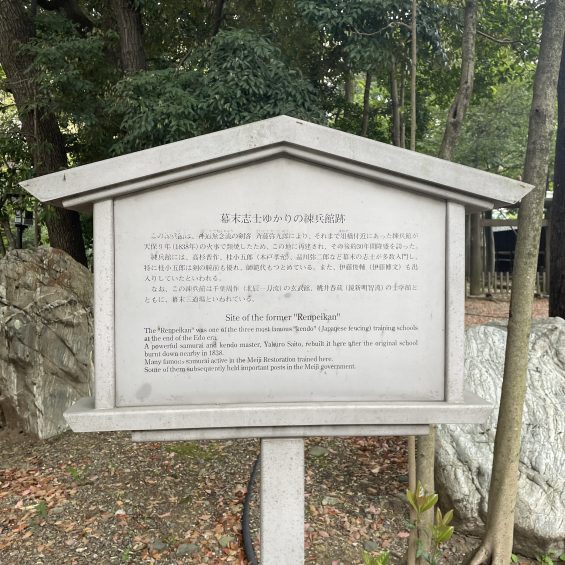 幕末志士ゆかりの練兵館跡
この練兵館は、神道無念流の剣客 斉藤弥九郎により、それまで俎橋付近にあった練兵館が
天保9年(1838年)の火事で類焼したため、この地に再建され、その後約30年間隆盛を誇った。
練兵館には、高杉晋作、桂小五郎(木戸孝允)、品川弥二郎など幕末の志士が多数入門し、
特に桂小五郎は剣の腕前も優れ、師範代もつとめている。また、伊藤俊輔(伊藤博文)も出
入りしていたといわれる。
なお、この練兵館は千葉周作(北辰一刀流)の玄武館、桃井春蔵(鏡新明智流)の士学館と
ともに、幕末三道場といわれている。
Site of the former "Renpeikan"
The "Renpeikan" was one of the three most famous "kendo" (Japanese fencing) training schools
at the end of the Edo era.
A powerful samurai and kendo master, Yakuro Saito, rebuilt it here after the original school
burnt down nearby in 1838.
Many famous samurai active in the Meiji Restoration trained here.
Some of them subsequently held important posts in the Meiji government.